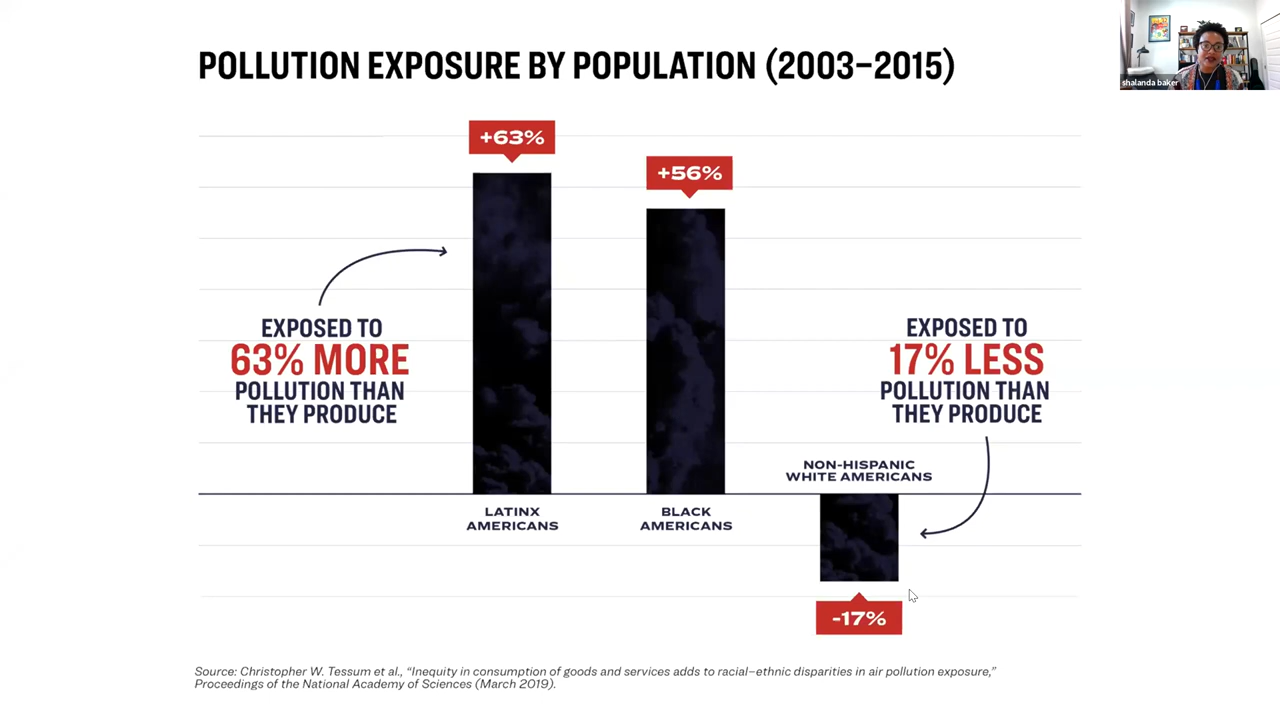 POLLUTION EXPOSURE BY POPULATION (2003–2015)
shalanda baker
+63%
+56%
EXPOSED TO
63% MORE
POLLUTION THAN
THEY PRODUCE
EXPOSED TO
17% LESS
POLLUTION THAN
THEY PRODUCE
NON-HISPANIC
WHITE AMERICANS
LATINX
AMERICANS
BLACK
AMERICANS
-17%
Source: Christopher W. Tessum et al., “Inequity in consumption of goods and services adds to racial–ethnic disparities in air pollution exposure,”
Proceedings of the National Academy of Sciences (March 2019).